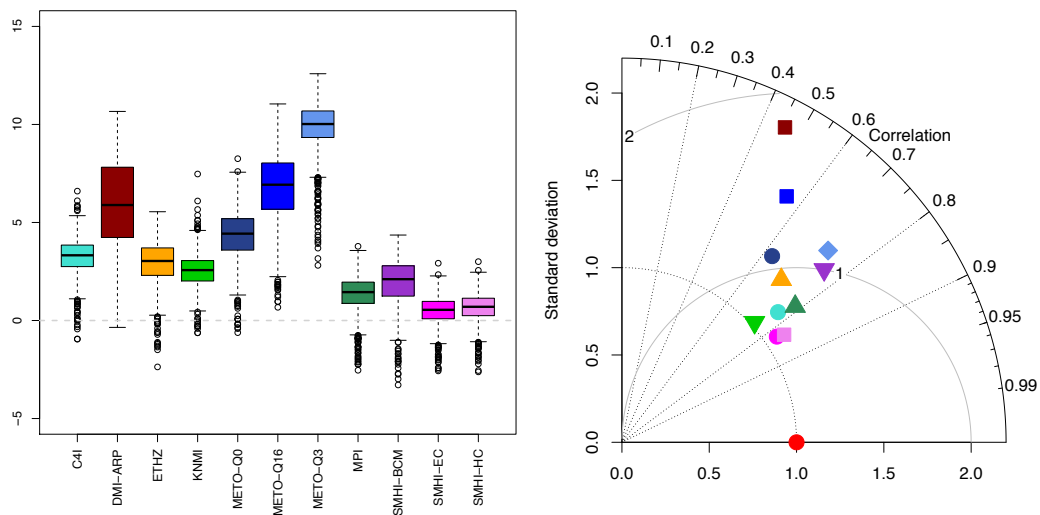 15
10
5
0
−5
C4I
DMI−ARP
ETHZ
KNMI
METO−Q0
METO−Q16
METO−Q3
MPI
SMHI−BCM
SMHI−EC
SMHI−HC
Standard deviation
2.0
1.5
1.0
0.5
0.0
0.0
0.5
1.0
1.5
2.0
0.1
0.2
0.3
0.4
0.5
0.6
Correlation
0.7
0.8
0.9
0.95
0.99
2
1